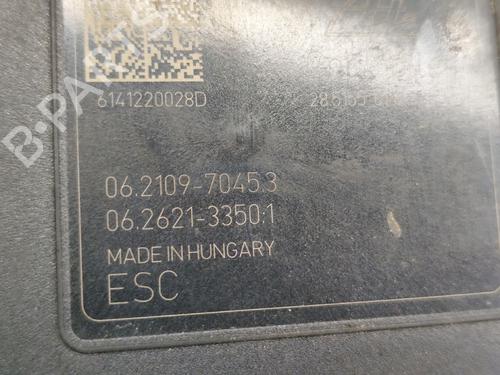 6141220028D
06.2109-7045.3
06.2621-3350.1
MADE IN HUNGARY
ESC
B-PARTS